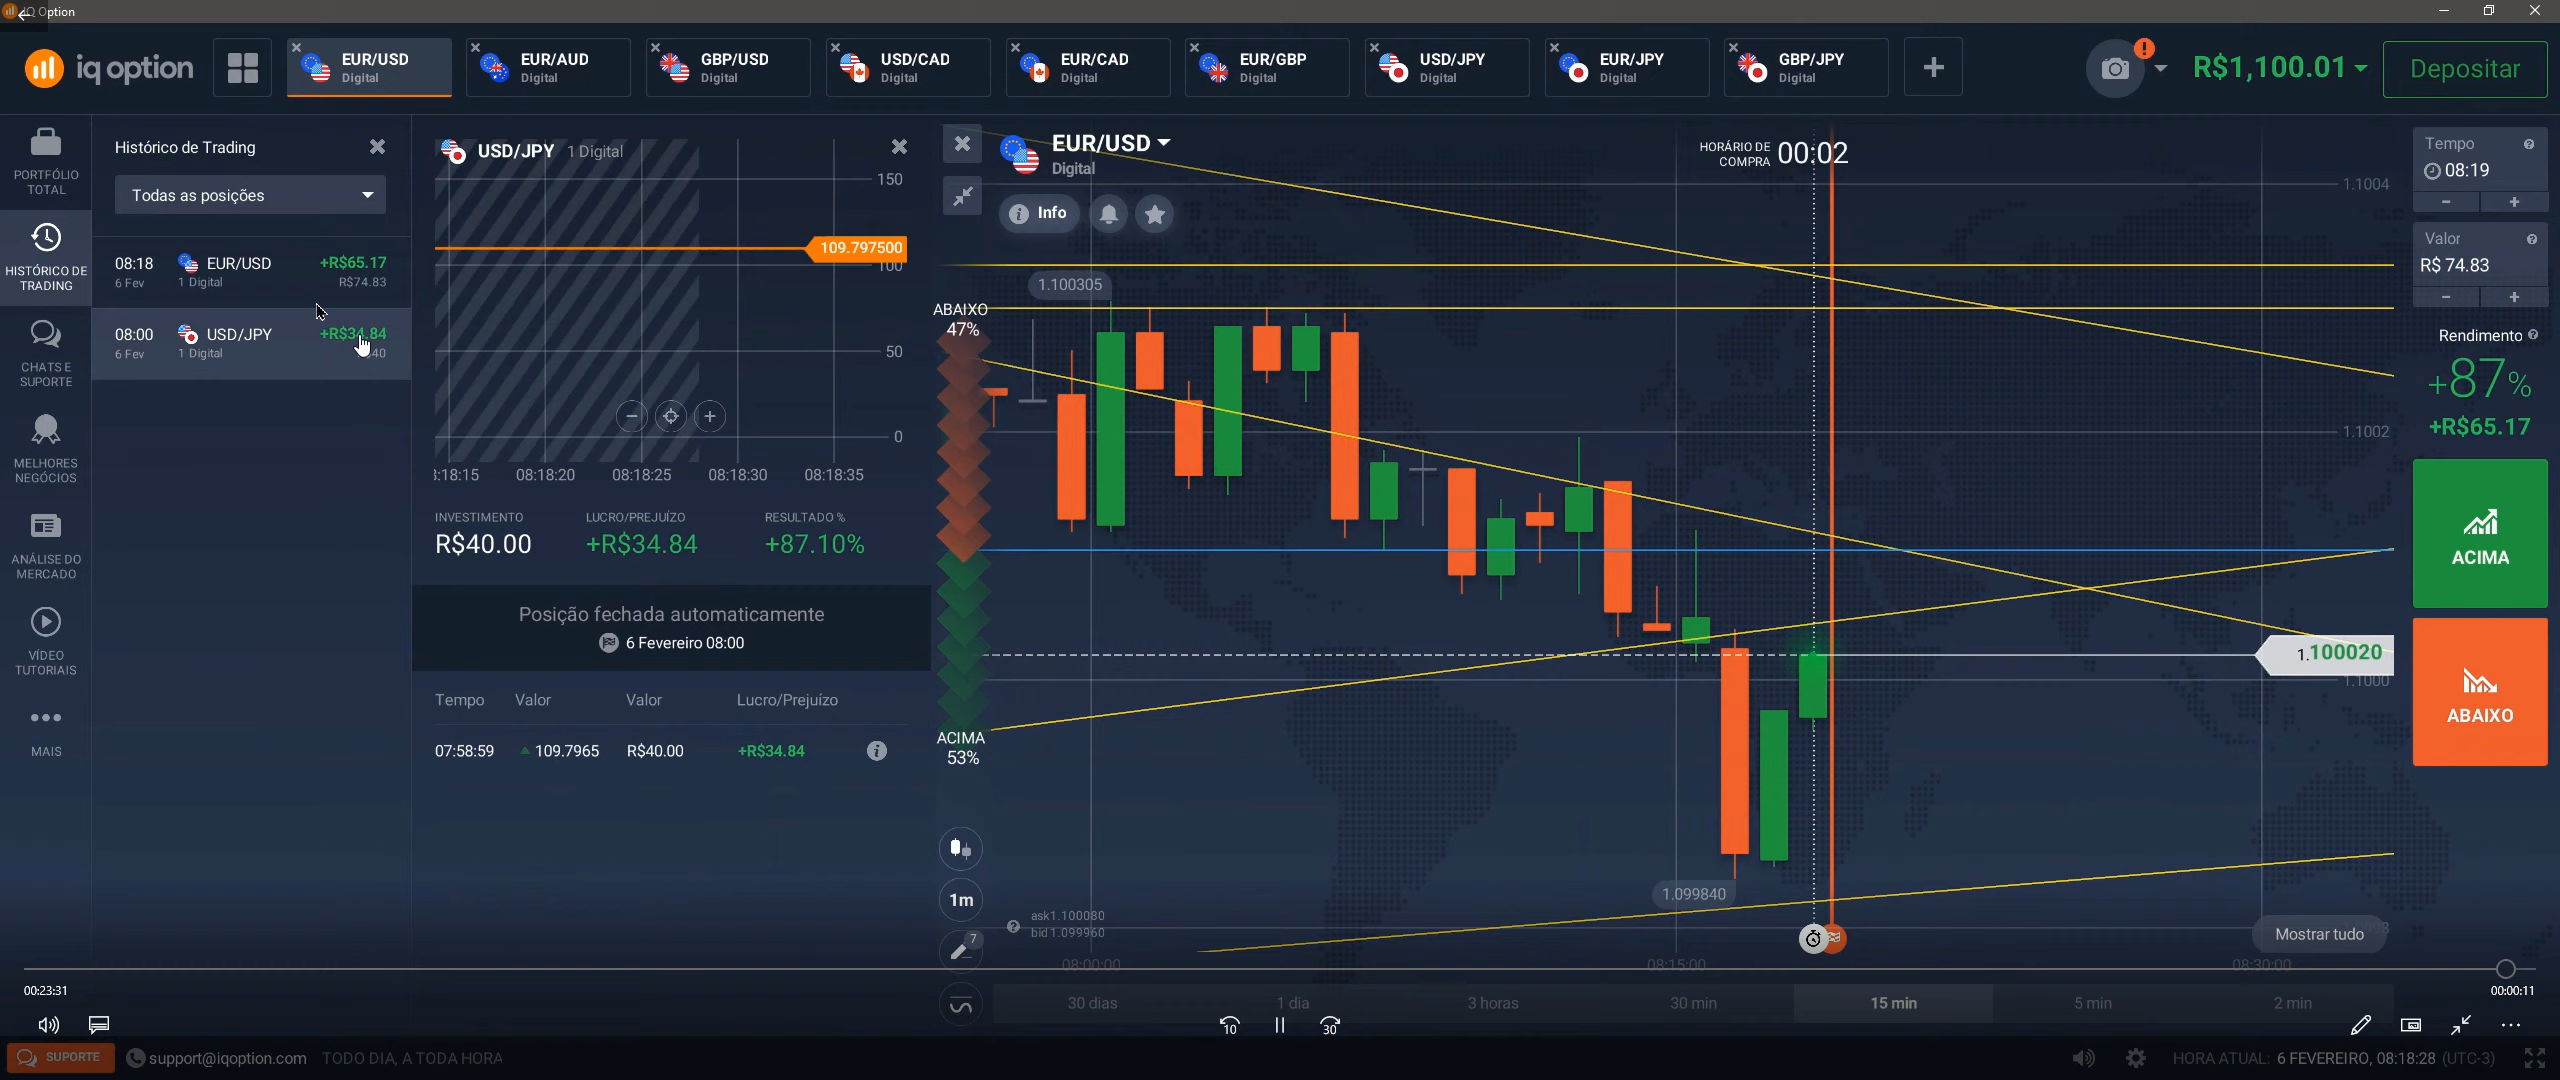 IQ Option
iq option
EUR/USD
Digital
EUR/AUD
Digital
GBP/USD
Digital
USD/CAD
Digital
EUR/CAD
Digital
EUR/GBP
Digital
USD/JPY
Digital
EUR/JPY
Digital
GBP/JPY
Digital
R$1,100.01
Depositar
PORTFÓLIO
TOTAL
HISTÓRICO DE
TRADING
CHATS E
SUPORTE
MELHORES
NEGÓCIOS
ANÁLISE DO
MERCADO
VÍDEO
TUTORIAIS
MAIS
Histórico de Trading
Todas as posições
08:18 EUR/USD +R$65.17
6 Fev 1 Digital R$74.83
08:00 USD/JPY +R$34.84
6 Fev 1 Digital
USD/JPY 1 Digital
150
109.797500
100
50
0
08:18:20 08:18:25 08:18:30 08:18:35
INVESTIMENTO LUCRO/PREJUÍZO RESULTADO %
R$40.00 +R$34.84 +87.10%
Posição fechada automaticamente
6 Fevereiro 08:00
Tempo Valor Valor Lucro/Prejuízo
07:58:59 109.7965 R$40.00 +R$34.84
EUR/USD
Digital
Info
HORÁRIO DE
COMPRA 00:02
1.1004
1.100305
ABAIXO
47%
1.1002
1.100020
1.1000
ACIMA
53%
1.099840
1m
7
ask1.100080
bid1.099960
Mostrar tudo
08:00:00 08:15:00 08:30:00
30 dias 1 dia 3 horas 30 min 15 min 5 min 2 min
Tempo
08:19
- +
Valor
R$ 74.83
- +
Rendimento
+87%
+R$65.17
ACIMA
ABAIXO
00:23:31
00:00:11
10 30
SUPORTE support@iqoption.com TODO DIA, A TODA HORA
HORA ATUAL: 6 FEVEREIRO, 08:18:28 (UTC-3)